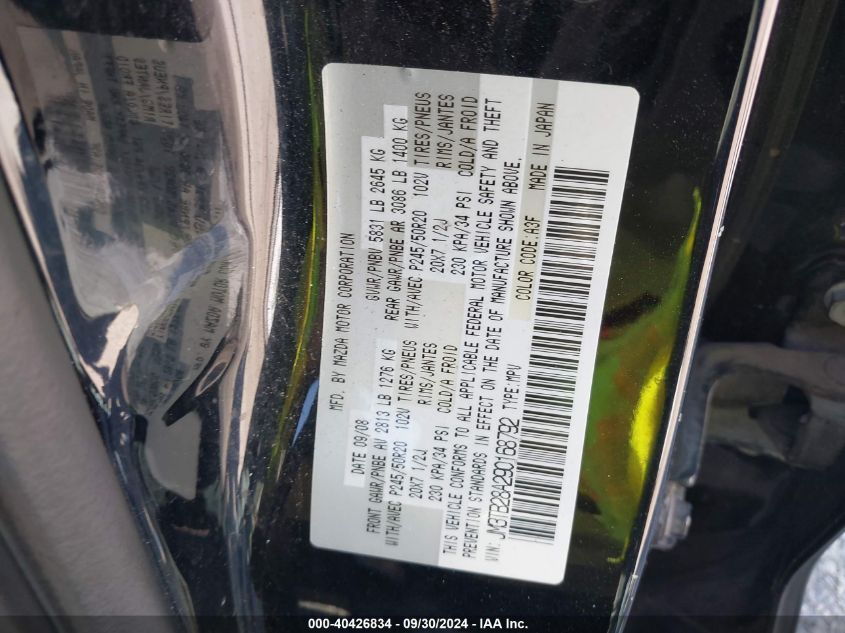 MFD. BY MAZDA MOTOR CORPORATION
DATE 09/08 GVWR/PNBV 5831 LB 2645 KG
FRONT GAWR/PNBE AV 2813 LB 1276 KG REAR GAWR/PNBE AR 3086 LB 1400 KG
WITH/AVEC P245/50R20 102V TIRES/PNEUS WITH/AVEC P245/50R20 102V TIRES/PNEUS
20X7 1/2J RIMS/JANTES 20X7 1/2J RIMS/JANTES
230 KPA/34 PSI COLD/A FROID 230 KPA/34 PSI COLD/A FROID
THIS VEHICLE CONFORMS TO ALL APPLICABLE FEDERAL MOTOR VEHICLE SAFETY AND THEFT
PREVENTION STANDARDS IN EFFECT ON THE DATE OF MANUFACTURE SHOWN ABOVE.
VIN: JM3TB28A290168792 TYPE:MPV COLOR CODE:A3F MADE IN JAPAN
000-40426834 - 09/30/2024 - IAA Inc.